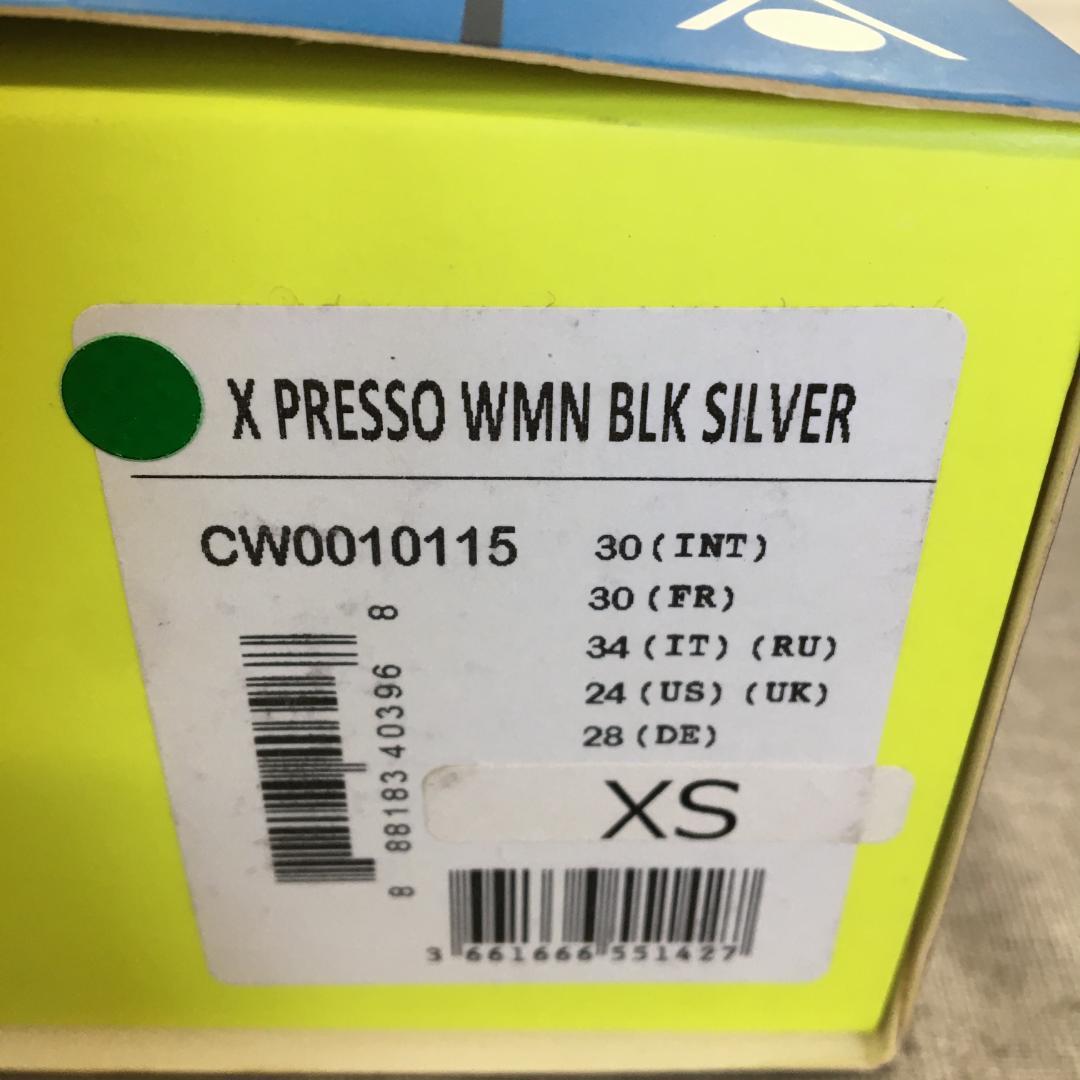 X PRESSO WMN BLK SILVER
CW0010115
30(INT)
30(FR)
34(IT)(RU)
24(US)(UK)
28(DE)
XS
8 88183 40396 8
3 661666 551427